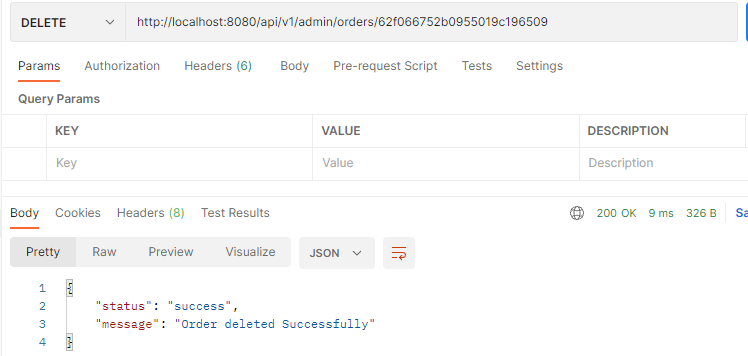 DELETE http://localhost:8080/api/v1/admin/orders/62f066752b0955019c196509
Params Authorization Headers (6) Body Pre-request Script Tests Settings
Query Params
KEY VALUE DESCRIPTION
Key Value Description
Body Cookies Headers (8) Test Results 200 OK 9 ms 326 B Sa
Pretty Raw Preview Visualize JSON
1 {
2 "status": "success",
3 "message": "Order deleted Successfully"
4 }